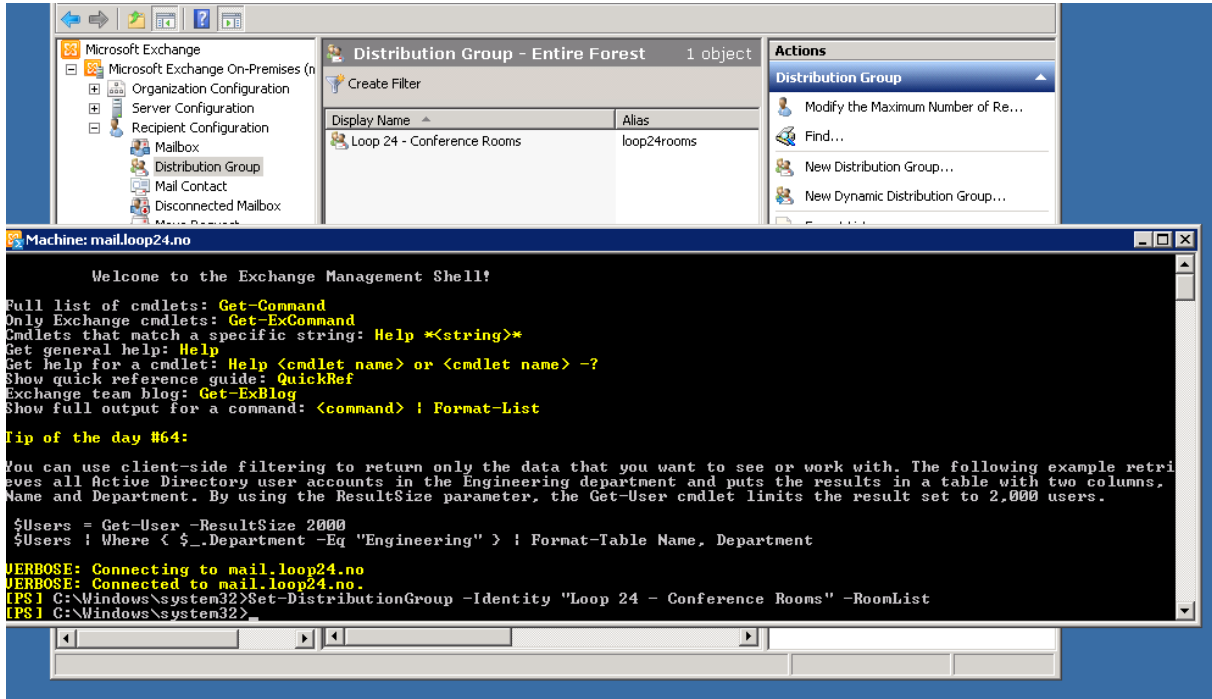 Microsoft Exchange
Microsoft Exchange On-Premises (n
Organization Configuration
Server Configuration
Recipient Configuration
Mailbox
Distribution Group
Mail Contact
Disconnected Mailbox
Distribution Group - Entire Forest 1 object
Create Filter
Display Name Alias
Loop 24 - Conference Rooms loop24rooms
Actions
Distribution Group
Modify the Maximum Number of Re...
Find...
New Distribution Group...
New Dynamic Distribution Group...
Machine: mail.loop24.no
Welcome to the Exchange Management Shell!
Full list of cmdlets: Get-Command
Only Exchange cmdlets: Get-ExCommand
Cmdlets that match a specific string: Help *<string>*
Get general help: Help
Get help for a cmdlet: Help <cmdlet name> or <cmdlet name> -?
Show quick reference guide: QuickRef
Exchange team blog: Get-ExBlog
Show full output for a command: <command> | Format-List
Tip of the day #64:
You can use client-side filtering to return only the data that you want to see or work with. The following example retri
eves all Active Directory user accounts in the Engineering department and puts the results in a table with two columns,
Name and Department. By using the ResultSize parameter, the Get-User cmdlet limits the result set to 2,000 users.
$Users = Get-User -ResultSize 2000
$Users | Where { $_.Department -Eq "Engineering" } | Format-Table Name, Department
VERBOSE: Connecting to mail.loop24.no
VERBOSE: Connected to mail.loop24.no.
[PS] C:\Windows\system32>Set-DistributionGroup -Identity "Loop 24 - Conference Rooms" -RoomList
[PS] C:\Windows\system32>_